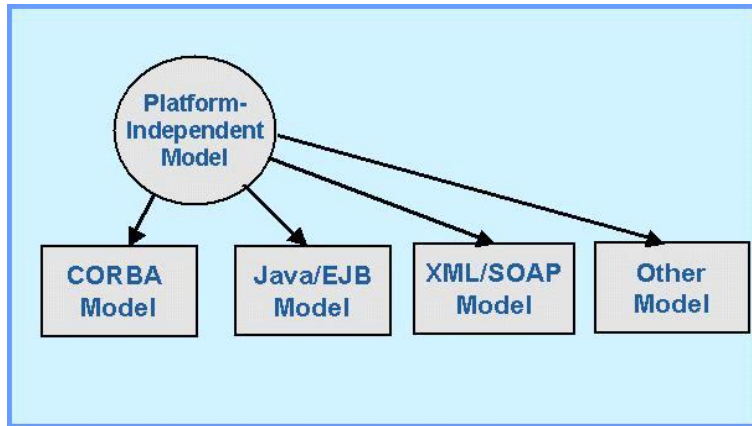 Platform-
Independent
Model
CORBA
Model
Java/EJB
Model
XML/SOAP
Model
Other
Model